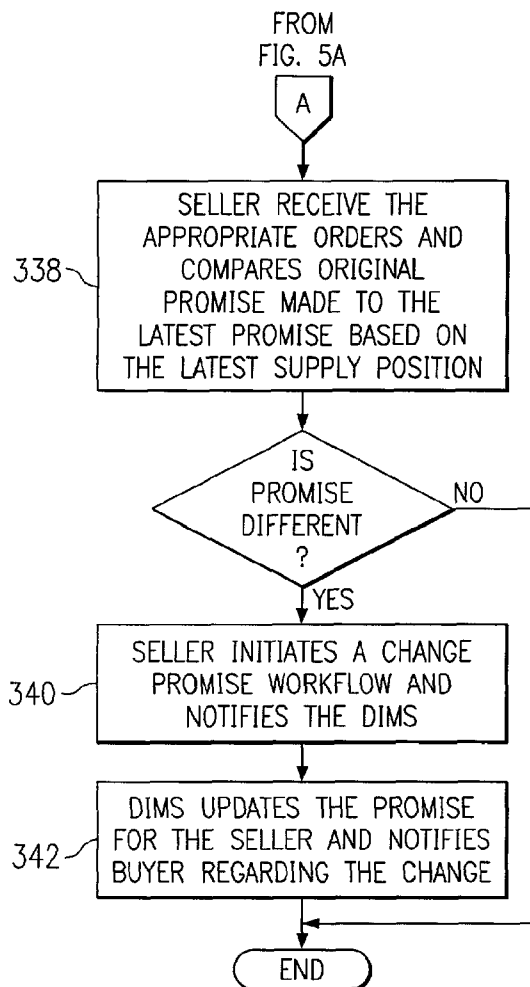 FROM
FIG. 5A
A
338
SELLER RECEIVE THE
APPROPRIATE ORDERS AND
COMPARES ORIGINAL
PROMISE MADE TO THE
LATEST PROMISE BASED ON
THE LATEST SUPPLY POSITION
IS
PROMISE
DIFFERENT
?
NO
YES
340
SELLER INITIATES A CHANGE
PROMISE WORKFLOW AND
NOTIFIES THE DIMS
342
DIMS UPDATES THE PROMISE
FOR THE SELLER AND NOTIFIES
BUYER REGARDING THE CHANGE
END